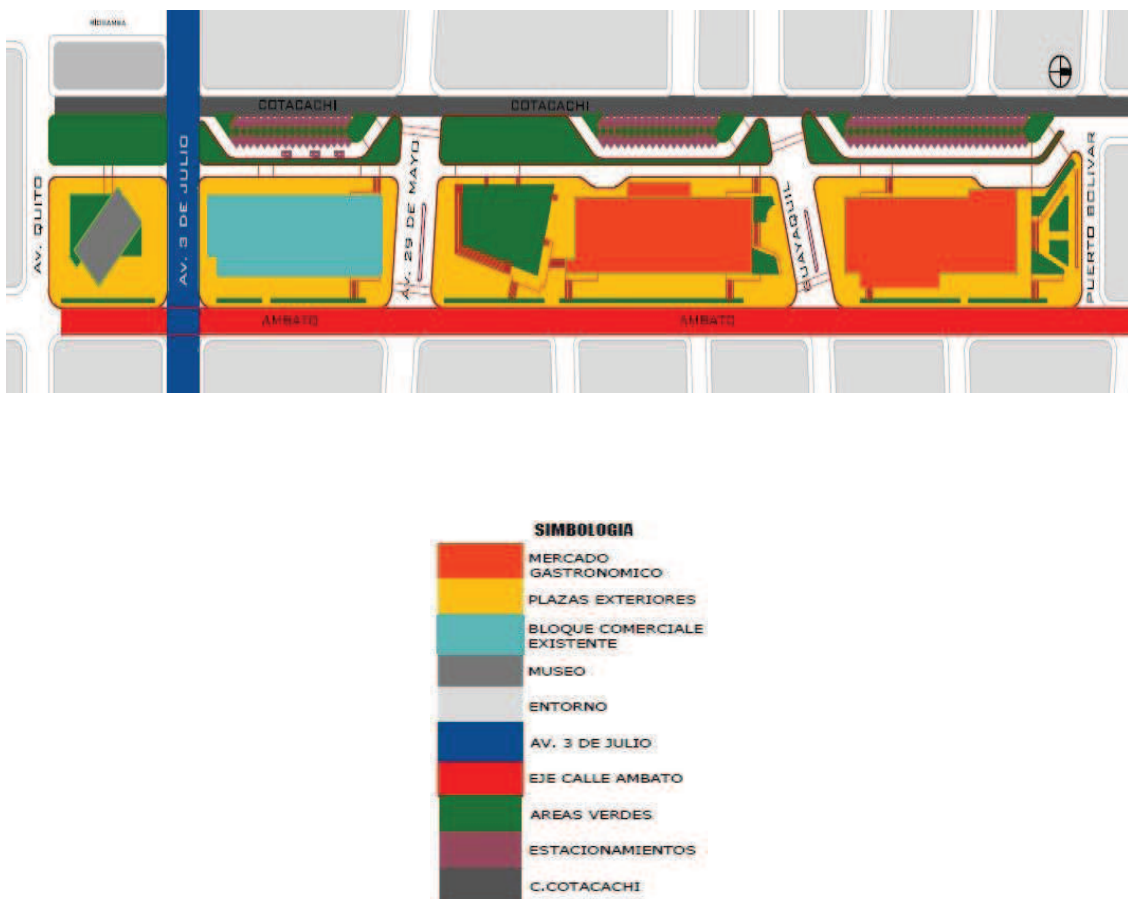 RIOBAMBA
COTACACHI
COTACACHI
AV. QUITO
AV. 3 DE JULIO
AV. 29 DE MAYO
GUAYAQUIL
PUERTO BOLIVAR
AMBATO
AMBATO
SIMBOLOGIA
MERCADO
GASTRONOMICO
PLAZAS EXTERIORES
BLOQUE COMERCIALE
EXISTENTE
MUSEO
ENTORNO
AV. 3 DE JULIO
EJE CALLE AMBATO
AREAS VERDES
ESTACIONAMIENTOS
C.COTACACHI